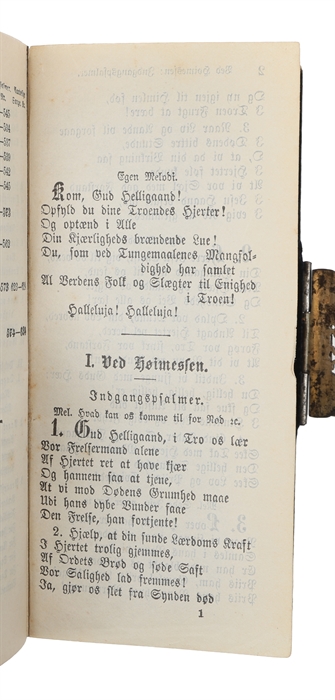 Egen Melodi.
Kom, Gud Helligaand!
Opfyld du dine Troendes Hjerter!
Og optænd i Alle
Din Kjærligheds brændende Lue!
Du, som ved Tungemaalenes Mangfol-
dighed har samlet
Al Verdens Folk og Slægter til Enighed
i Troen!
Halleluja! Halleluja!
I. Ved Høimessen.
Indgangspsalmer.
Mel. Hvad kan os komme til for Nød ꝛc.
1. Gud Helligaand, i Tro os lær
Vor Frelsermand alene
Af Hjertet ret at have kjær
Og hannem saa at tjene,
At vi mod Dødens Grumhed maae
Udi hans dybe Vunder faae
Den Frelse, han fortjente!
2. Hjælp, at din sunde Lærdoms Kraft
I Hjertet trolig gjemmes,
Af Ordets Brød og søde Saft
Vor Salighed lad fremmes!
Ja, gjør os slet fra Synden død
1